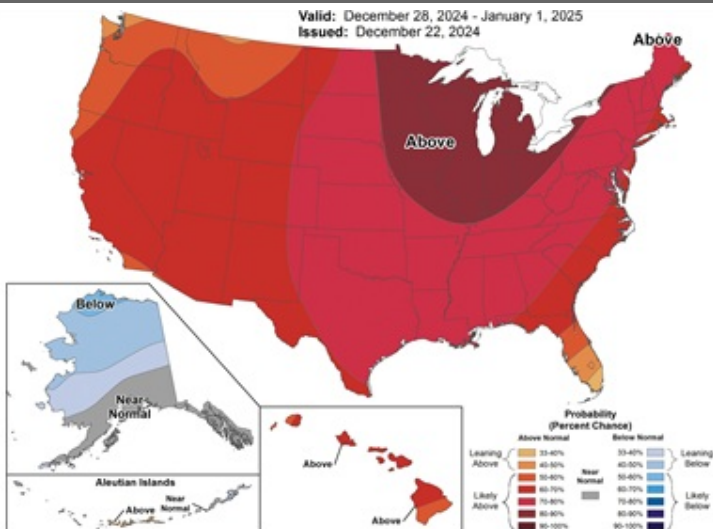 Valid: December 28, 2024 - January 1, 2025
Issued: December 22, 2024
Above
Above
Below
Near
Normal
Aleutian Islands
Above
Near
Normal
Above
Above
Probability
(Percent Chance)
Above Normal
Below Normal
Leaning
Above
33-40%
40-50%
50-60%
60-70%
70-80%
80-90%
90-100%
Likely
Above
Near
Normal
33-40%
40-50%
50-60%
60-70%
70-80%
80-90%
90-100%
Leaning
Below
Likely
Below